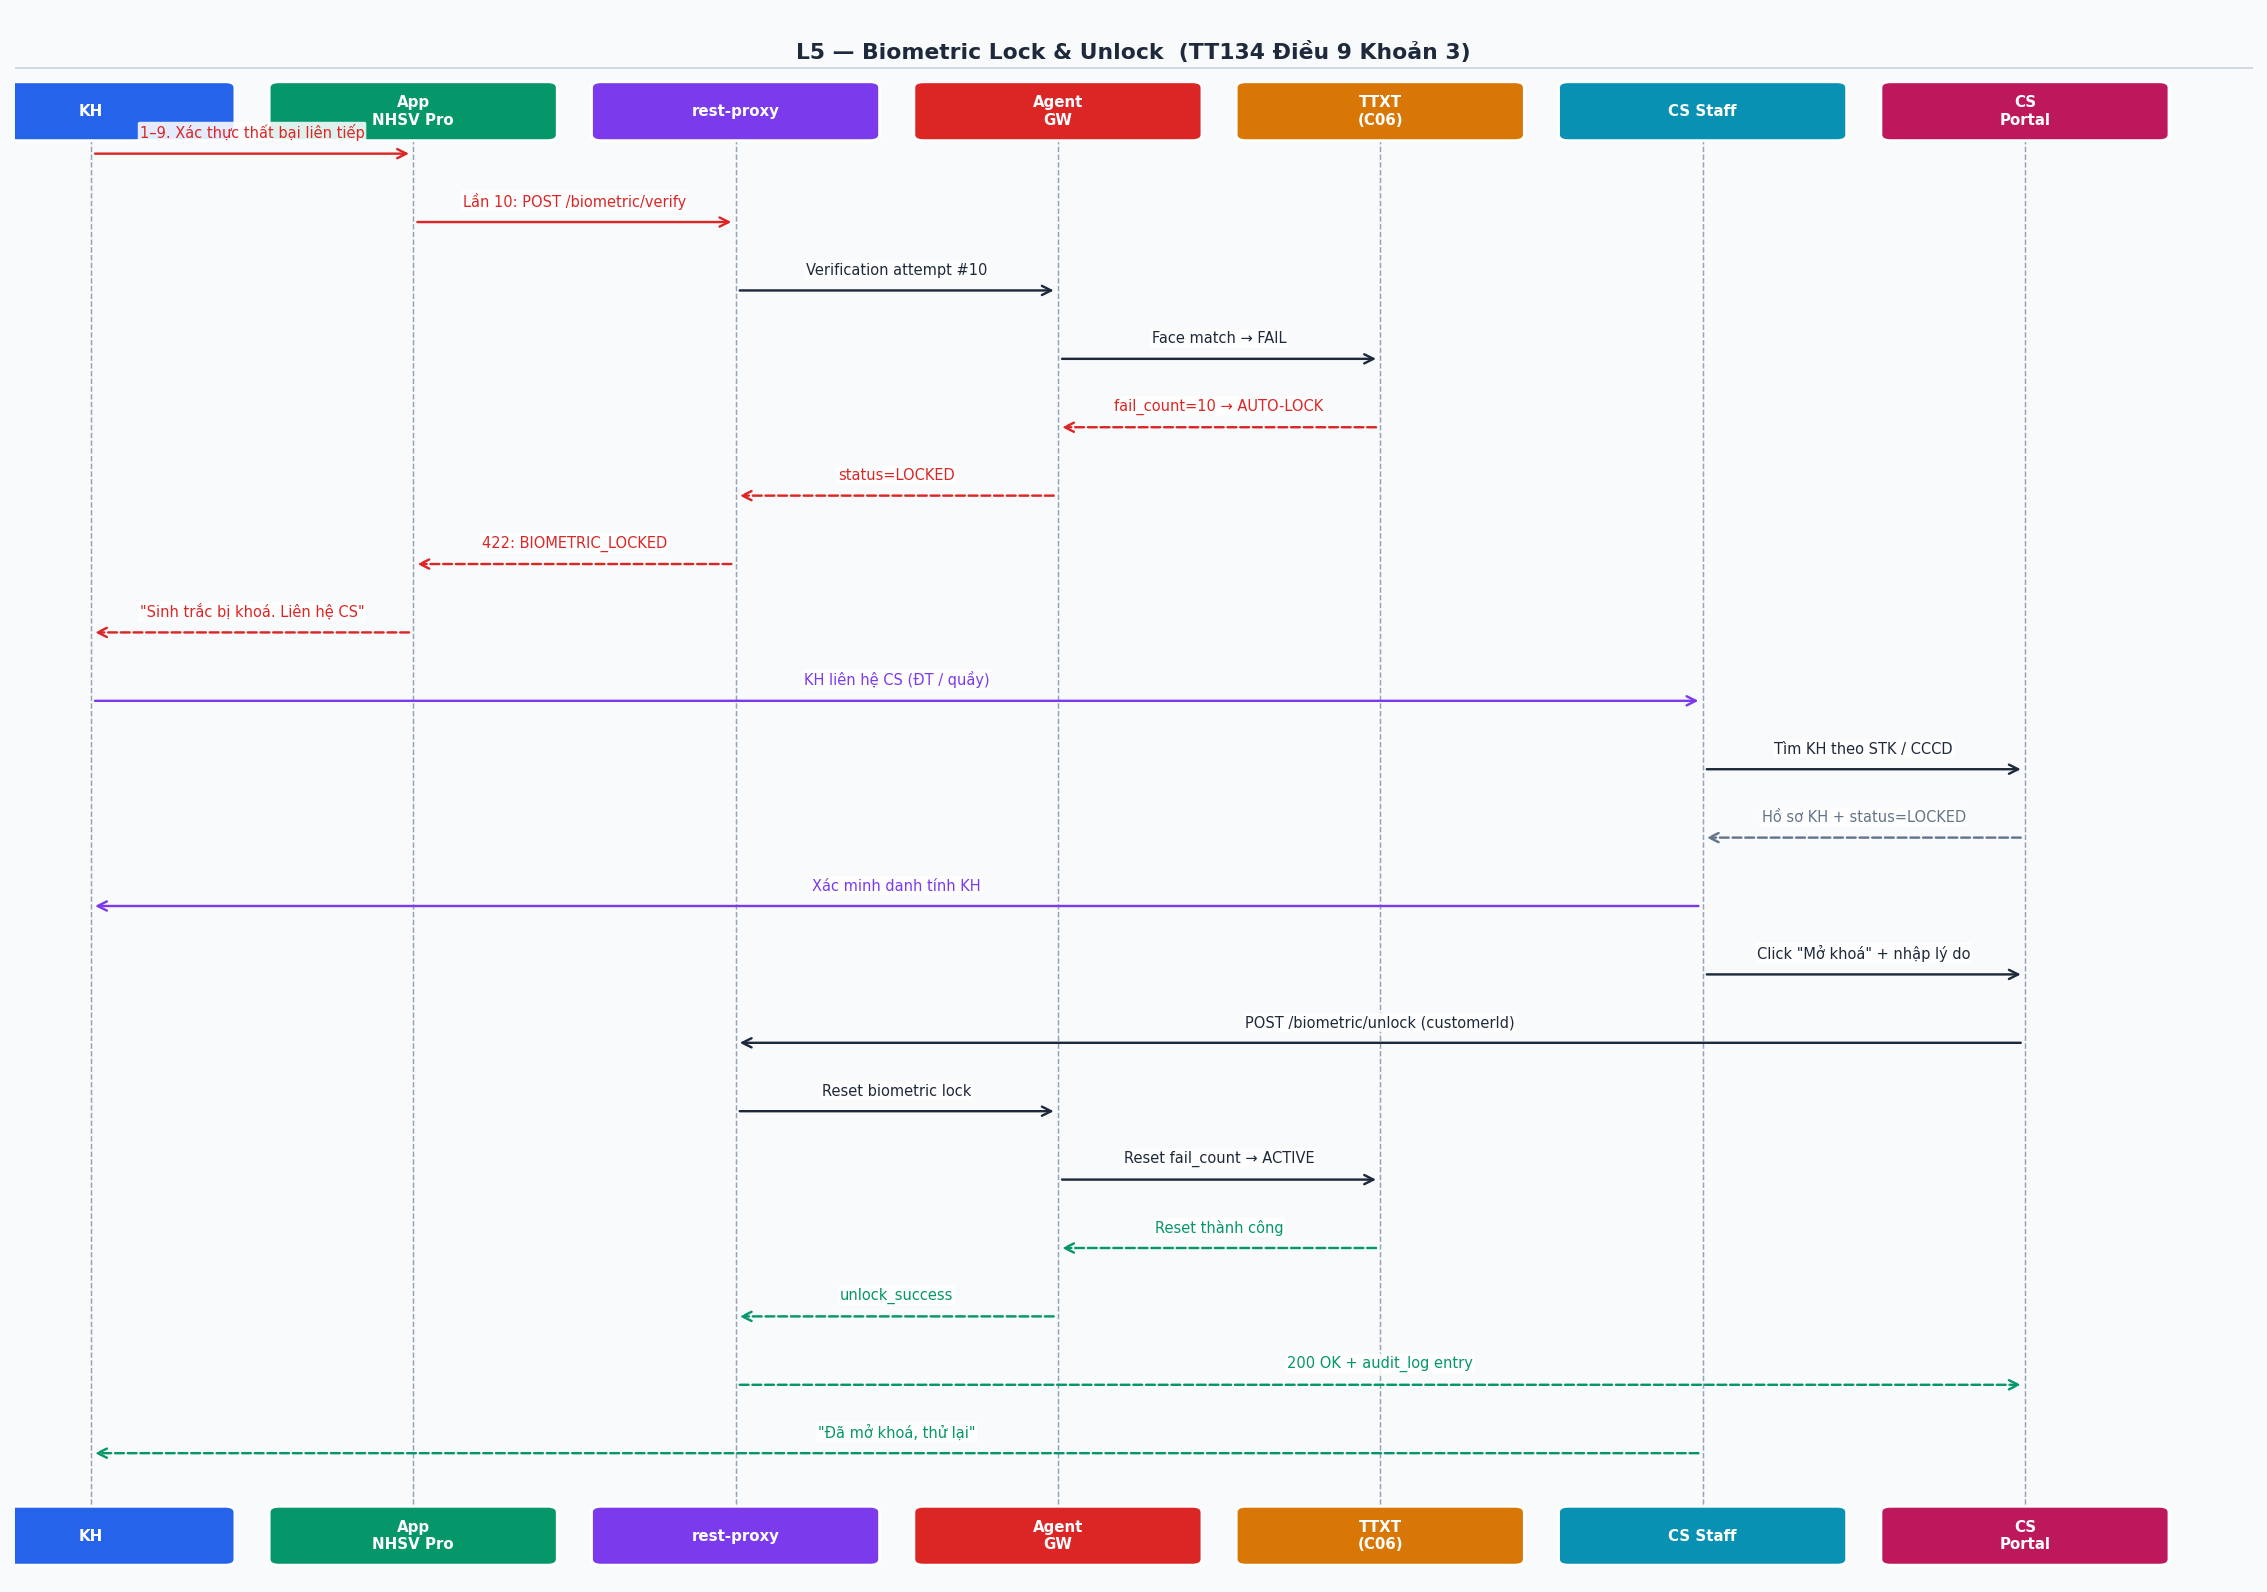 L5 — Biometric Lock & Unlock (TT134 Điều 9 Khoản 3)
KH
App
NHSV Pro
rest-proxy
Agent
GW
TTXT
(C06)
CS Staff
CS
Portal
1–9. Xác thực thất bại liên tiếp
Lần 10: POST /biometric/verify
Verification attempt #10
Face match → FAIL
fail_count=10 → AUTO-LOCK
status=LOCKED
422: BIOMETRIC_LOCKED
"Sinh trắc bị khoá. Liên hệ CS"
KH liên hệ CS (ĐT / quầy)
Tìm KH theo STK / CCCD
Hồ sơ KH + status=LOCKED
Xác minh danh tính KH
Click "Mở khoá" + nhập lý do
POST /biometric/unlock (customerId)
Reset biometric lock
Reset fail_count → ACTIVE
Reset thành công
unlock_success
200 OK + audit_log entry
"Đã mở khoá, thử lại"
KH
App
NHSV Pro
rest-proxy
Agent
GW
TTXT
(C06)
CS Staff
CS
Portal